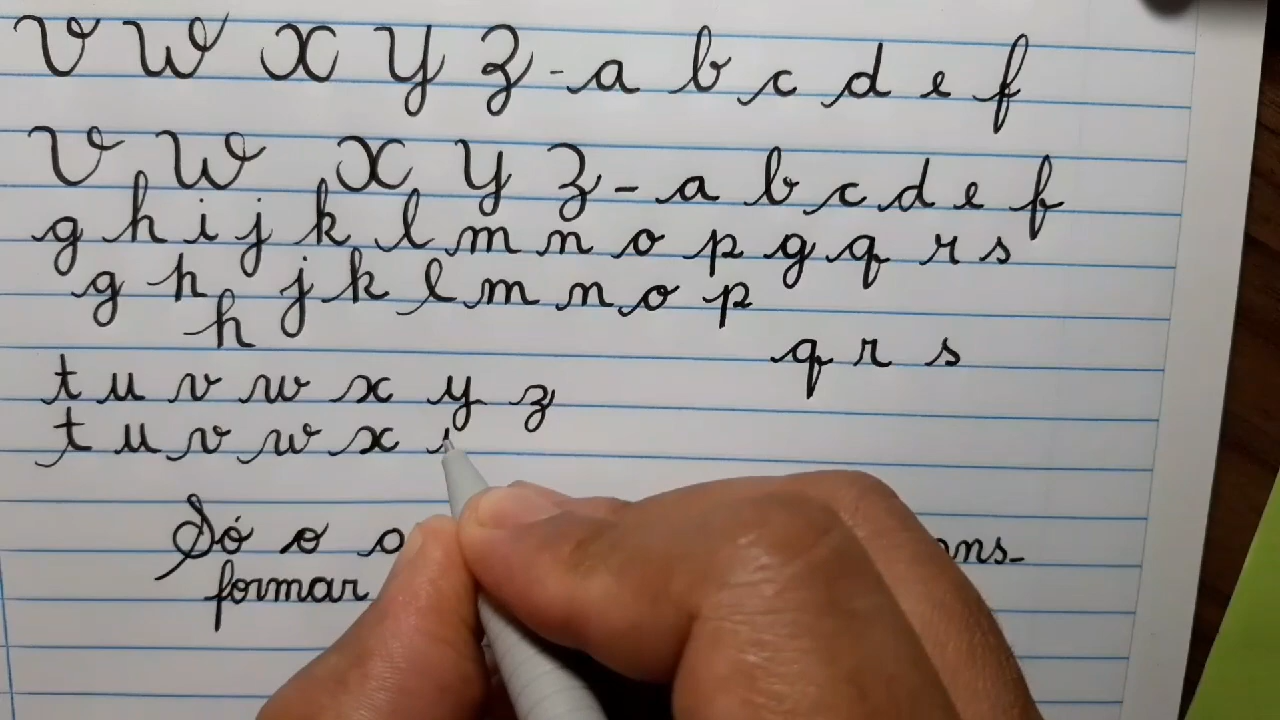 V W X Y Z - a b c d e f
V W X Y Z - a b c d e f
g h i j k l m n o p g q r s
g h j k l m n o p
h
q r s
t u v w x y z
t u v w x
Só o
formar